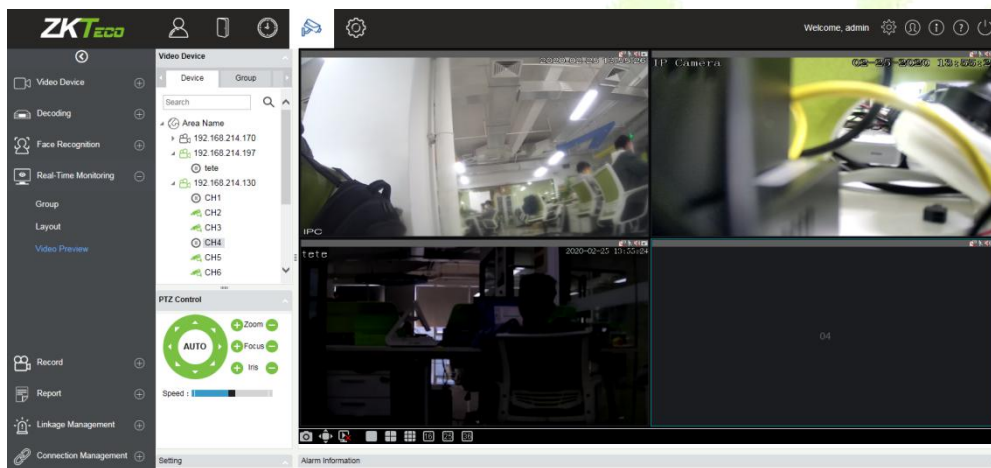 ZKTeco
Welcome, admin
Video Device
Decoding
Face Recognition
Real-Time Monitoring
Group
Layout
Video Preview
Record
Report
Linkage Management
Connection Management
Video Device
Device
Group
Search
Area Name
192.168.214.170
192.168.214.197
tete
192.168.214.130
CH1
CH2
CH3
CH4
CH5
CH6
PTZ Control
AUTO
Zoom
Focus
Iris
Speed :
Setting
IPC
IP Camera
tete
2020-02-25 13:55:24
04
Alarm Information